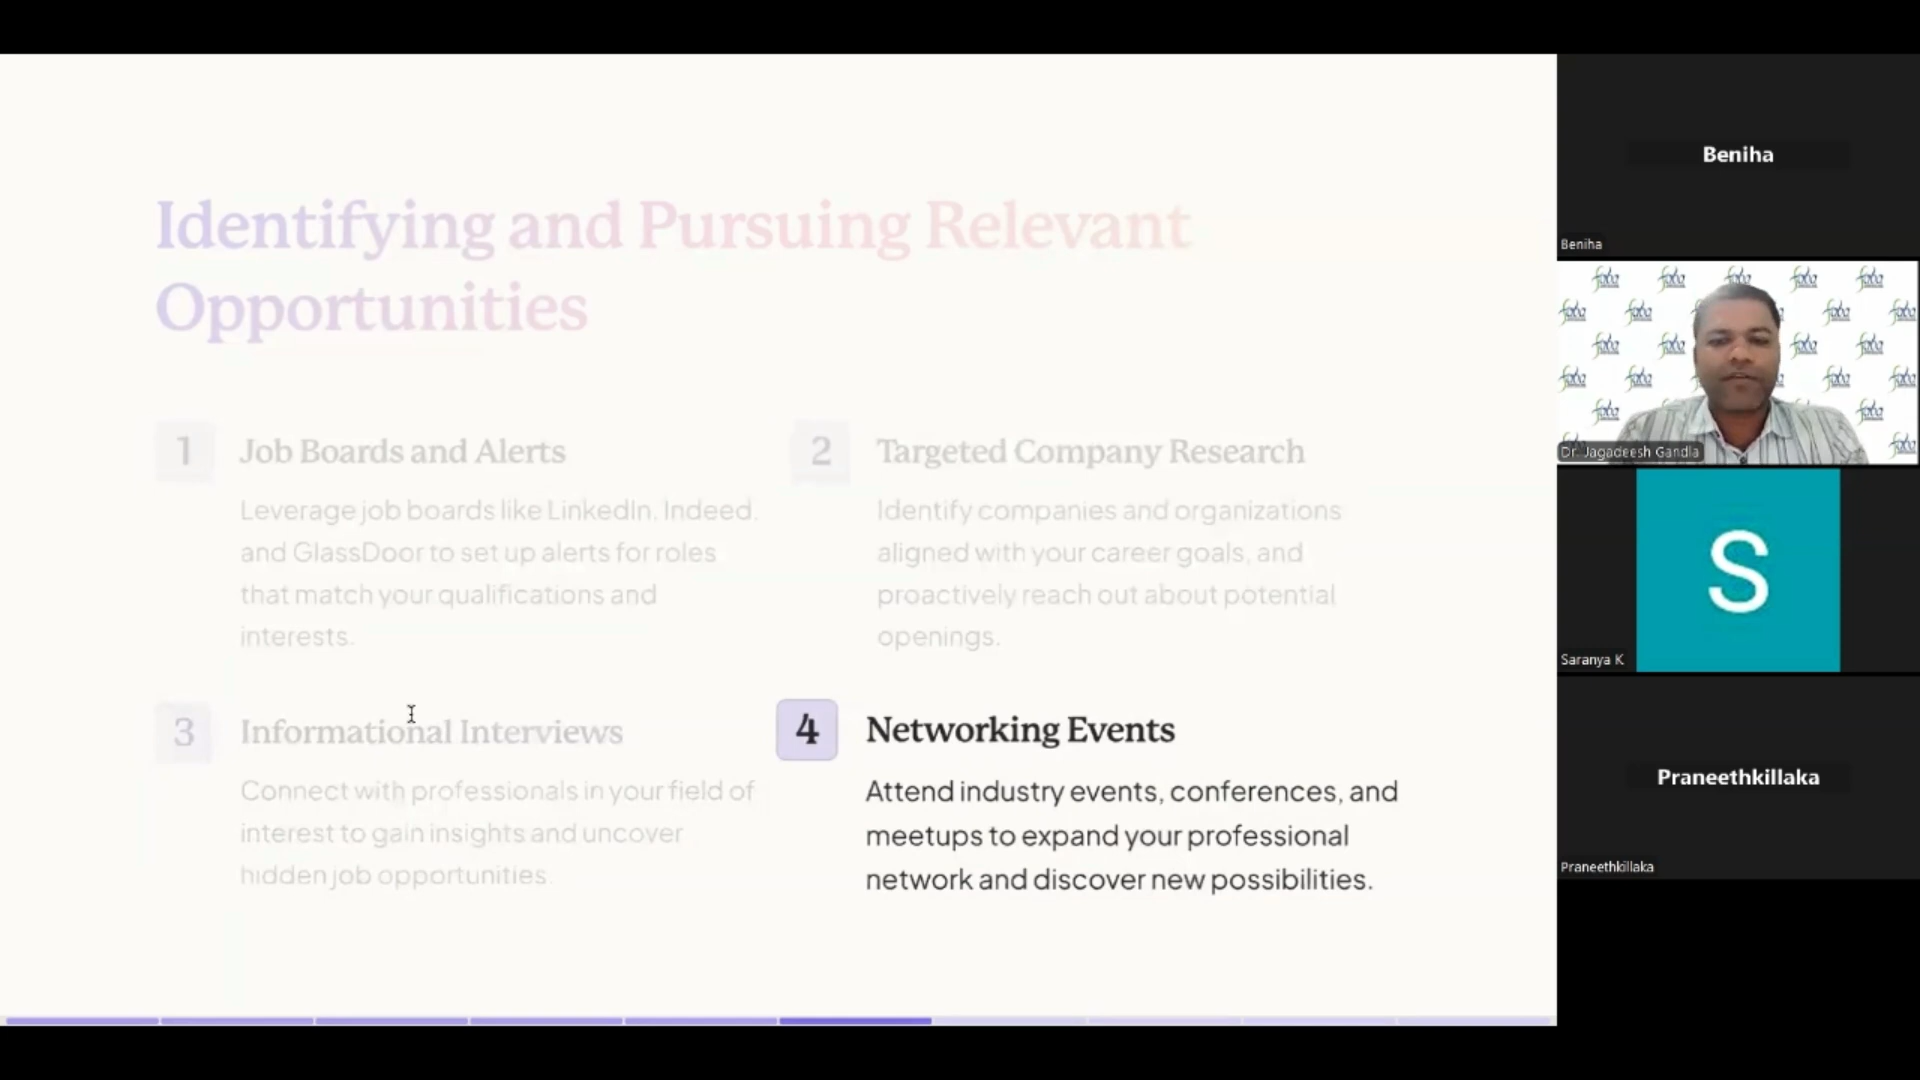 Identifying and Pursuing Relevant
Opportunities
1
Job Boards and Alerts
Leverage job boards like LinkedIn, Indeed,
and GlassDoor to set up alerts for roles
that match your qualifications and
interests.
2
Targeted Company Research
Identify companies and organizations
aligned with your career goals, and
proactively reach out about potential
openings.
3
Informational Interviews
Connect with professionals in your field of
interest to gain insights and uncover
hidden job opportunities.
4
Networking Events
Attend industry events, conferences, and
meetups to expand your professional
network and discover new possibilities.
Beniha
Beniha
Dr. Jagadeesh Gandla
S
Saranya K
Praneethkillaka
Praneethkillaka